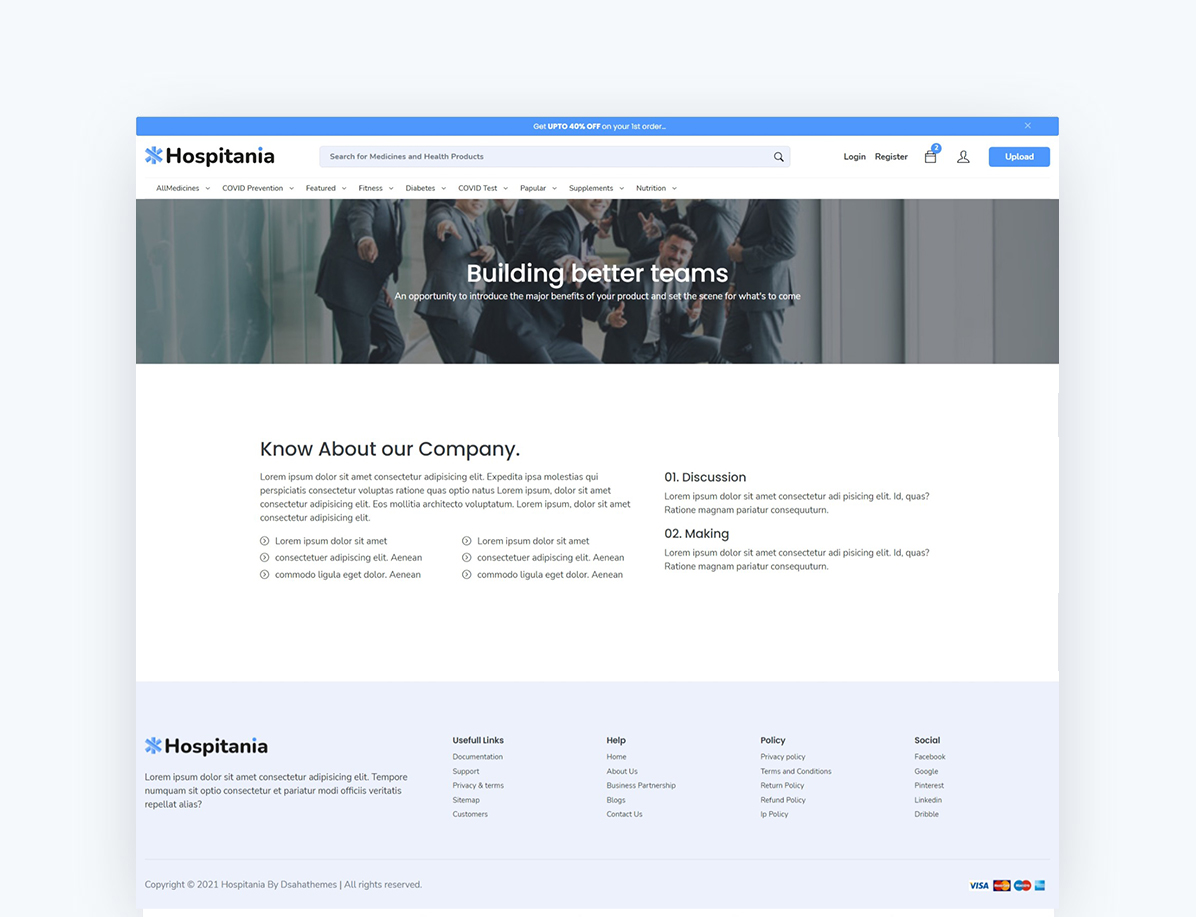 Get UPTO 40% OFF on your 1st order...
Hospitania
Search for Medicines and Health Products
Login Register 2 Upload
AllMedicines COVID Prevention Featured Fitness Diabetes COVID Test Papular Supplements Nutrition
Building better teams
An opportunity to introduce the major benefits of your product and set the scene for what's to come
Know About our Company.
Lorem ipsum dolor sit amet consectetur adipisicing elit. Expedita ipsa molestias qui
perspiciatis consectetur voluptas ratione quas optio natus Lorem ipsum, dolor sit amet
consectetur adipisicing elit. Eos mollitia architecto voluptatum. Lorem ipsum, dolor sit amet
consectetur adipisicing elit.
Lorem ipsum dolor sit amet
consectetuer adipiscing elit. Aenean
commodo ligula eget dolor. Aenean
Lorem ipsum dolor sit amet
consectetuer adipiscing elit. Aenean
commodo ligula eget dolor. Aenean
01. Discussion
Lorem ipsum dolor sit amet consectetur adi pisicing elit. Id, quas?
Ratione magnam pariatur consequuturn.
02. Making
Lorem ipsum dolor sit amet consectetur adi pisicing elit. Id, quas?
Ratione magnam pariatur consequuturn.
Hospitania
Lorem ipsum dolor sit amet consectetur adipisicing elit. Tempore
numquam sit optio consectetur et pariatur modi officiis veritatis
repellat alias?
Usefull Links
Documentation
Support
Privacy & terms
Sitemap
Customers
Help
Home
About Us
Business Partnership
Blogs
Contact Us
Policy
Privacy policy
Terms and Conditions
Return Policy
Refund Policy
Ip Policy
Social
Facebook
Google
Pinterest
Linkedin
Dribble
Copyright © 2021 Hospitania By Dsahathemes | All rights reserved.
VISA